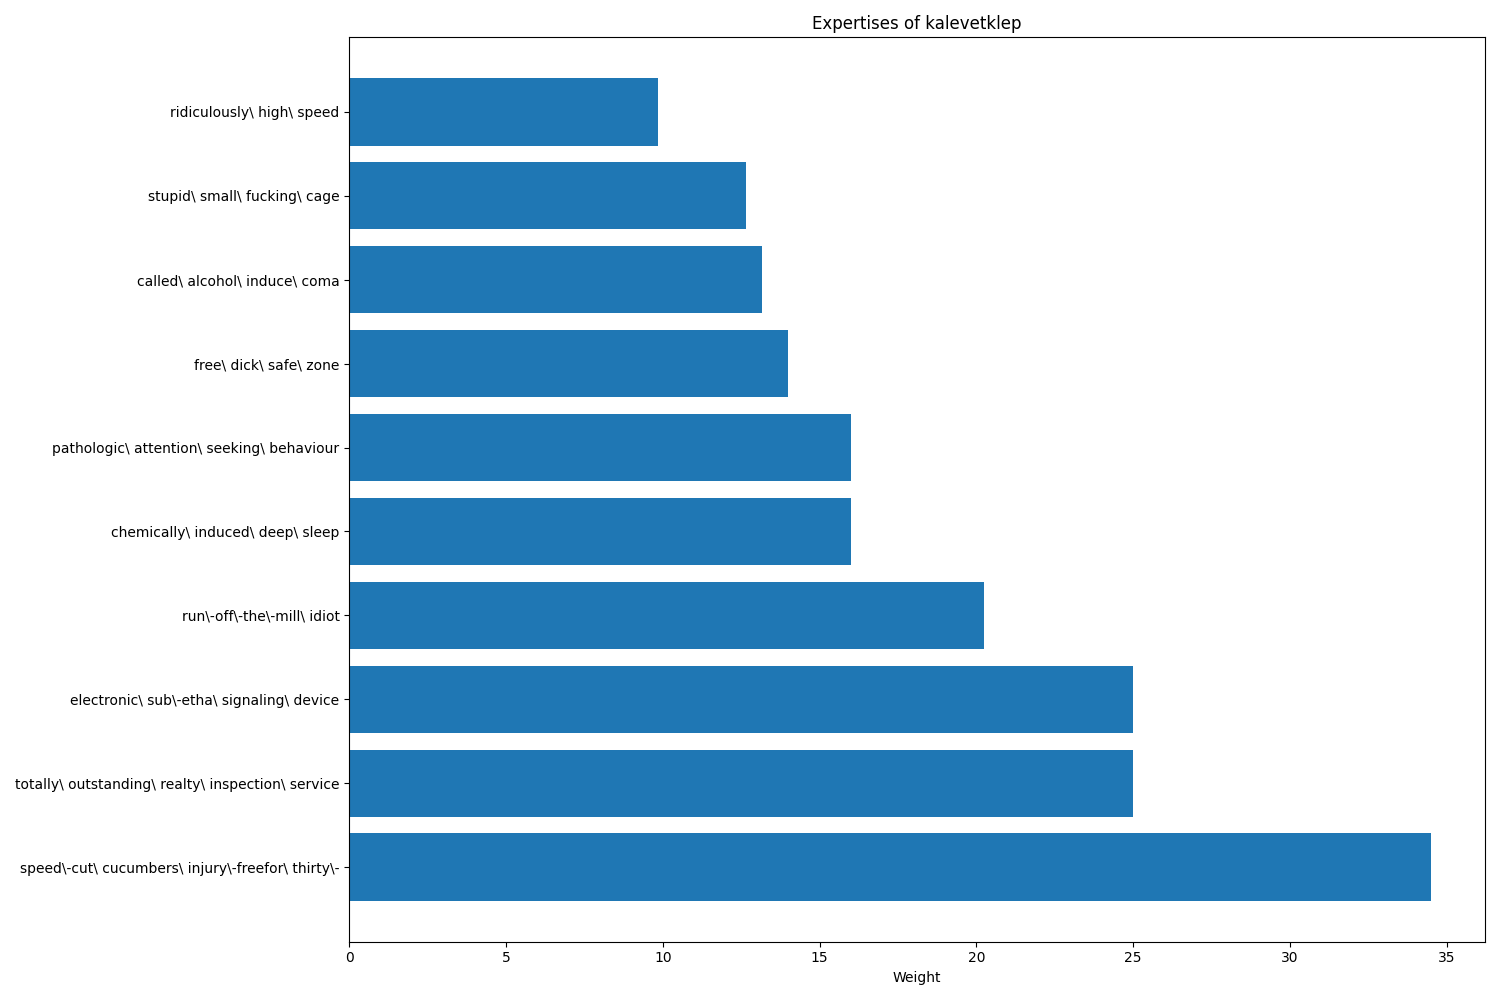 Expertises of kalevetklep
ridiculously\ high\ speed
stupid\ small\ fucking\ cage
called\ alcohol\ induce\ coma
free\ dick\ safe\ zone
pathologic\ attention\ seeking\ behaviour
chemically\ induced\ deep\ sleep
run\-off\-the\-mill\ idiot
electronic\ sub\-etha\ signaling\ device
totally\ outstanding\ realty\ inspection\ service
speed\-cut\ cucumbers\ injury\-freefor\ thirty\-
0 5 10 15 20 25 30 35
Weight